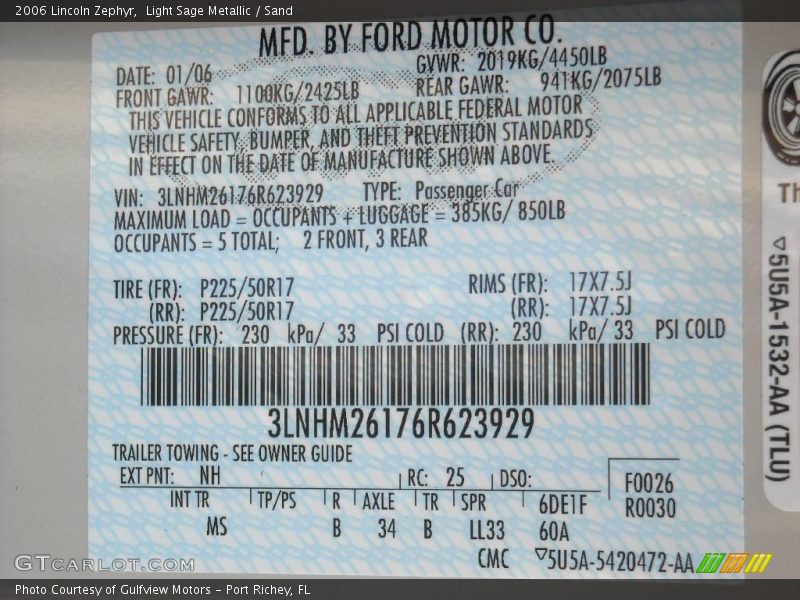 2006 Lincoln Zephyr,  Light Sage Metallic / Sand
MFD. BY FORD MOTOR CO.
DATE: 01/06 GVWR: 2019KG/4450LB
FRONT GAWR: 1100KG/2425LB REAR GAWR: 941KG/2075LB
THIS VEHICLE CONFORMS TO ALL APPLICABLE FEDERAL MOTOR
VEHICLE SAFETY, BUMPER, AND THEFT PREVENTION STANDARDS
IN EFFECT ON THE DATE OF MANUFACTURE SHOWN ABOVE.
VIN: 3LNHM26176R623929 TYPE: Passenger Car
MAXIMUM LOAD = OCCUPANTS + LUGGAGE = 385KG/ 850LB
OCCUPANTS = 5 TOTAL; 2 FRONT, 3 REAR
TIRE (FR): P225/50R17 RIMS (FR): 17X7.5J
(RR): P225/50R17 (RR): 17X7.5J
PRESSURE (FR): 230 kPa/ 33 PSI COLD (RR): 230 kPa/ 33 PSI COLD
3LNHM26176R623929
TRAILER TOWING - SEE OWNER GUIDE
EXT PNT: NH RC: 25 DSO: F0026
INT TR TP/PS R AXLE TR SPR 6DE1F R0030
MS B 34 B LL33 60A
CMC ▽5U5A-5420472-AA
Th
▽5U5A-1532-AA (TLU)
GTCARLOT.COM
Photo Courtesy of Gulfview Motors – Port Richey, FL